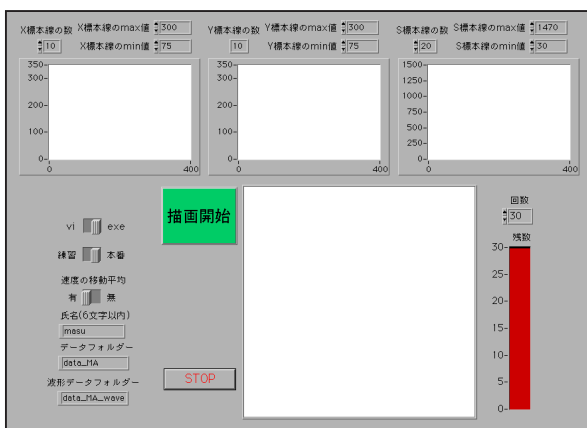 X標本線の数 X標本線のmax値 300
10 X標本線のmin値 75
Y標本線の数 Y標本線のmax値 300
10 Y標本線のmin値 75
S標本線の数 S標本線のmax値 1470
20 S標本線のmin値 30
350-
300-
200-
100-
0-
0 400
350-
300-
200-
100-
0-
0 400
1500-
1250-
1000-
750-
500-
250-
0-
0 400
描画開始
vi exe
練習 本番
速度の移動平均
有 無
氏名(6文字以内)
masu
データフォルダー
data_MA
波形データフォルダー
data_MA_wave
STOP
回数
30
残数
30-
25-
20-
15-
10-
5-
0-